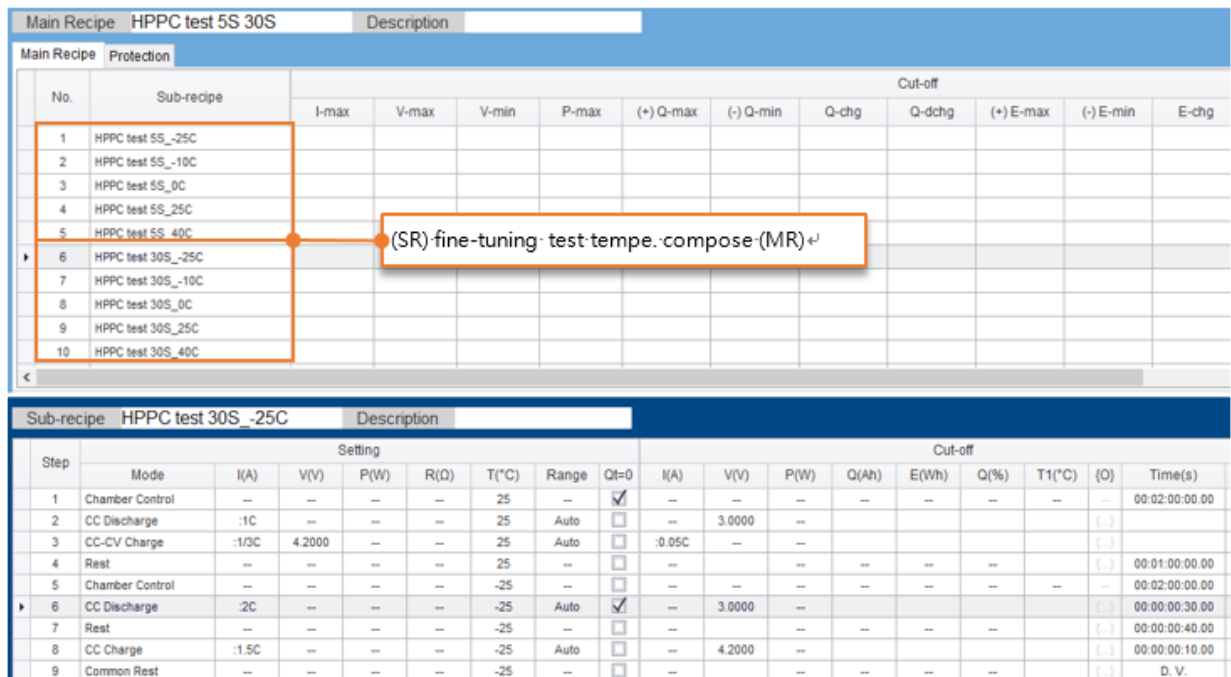 Main Recipe HPPC test 5S 30S Description
Main Recipe Protection
No. Sub-recipe Cut-off
I-max V-max V-min P-max (+) Q-max (-) Q-min Q-chg Q-dchg (+) E-max (-) E-min E-chg
1 HPPC test 5S_-25C
2 HPPC test 5S_-10C
3 HPPC test 5S_0C
4 HPPC test 5S_25C
5 HPPC test 5S_40C
(SR)·fine-tuning· test·tempe.·compose·(MR)↵
6 HPPC test 30S_-25C
7 HPPC test 30S_-10C
8 HPPC test 30S_0C
9 HPPC test 30S_25C
10 HPPC test 30S_40C
Sub-recipe HPPC test 30S_-25C Description
Step Setting Cut-off
Mode I(A) V(V) P(W) R(Ω) T(°C) Range Qt=0 I(A) V(V) P(W) Q(Ah) E(Wh) Q(%) T1(°C) {O} Time(s)
1 Chamber Control -- -- -- -- 25 -- -- -- -- -- -- -- -- ... 00:02:00:00.00
2 CC Discharge :1C -- -- -- 25 Auto -- 3.0000 -- {...}
3 CC-CV Charge :1/3C 4.2000 -- -- 25 Auto :0.05C -- -- {...}
4 Rest -- -- -- -- 25 -- -- -- -- -- -- {...} 00:01:00:00.00
5 Chamber Control -- -- -- -- -25 -- -- -- -- -- -- -- -- ... 00:02:00:00.00
6 CC Discharge :2C -- -- -- -25 Auto -- 3.0000 -- {...} 00:00:00:30.00
7 Rest -- -- -- -- -25 -- -- -- -- -- -- {...} 00:00:00:40.00
8 CC Charge :1.5C -- -- -- -25 Auto -- 4.2000 -- {...} 00:00:00:10.00
9 Common Rest -- -- -- -- -25 -- -- -- -- -- -- {...} D. V.